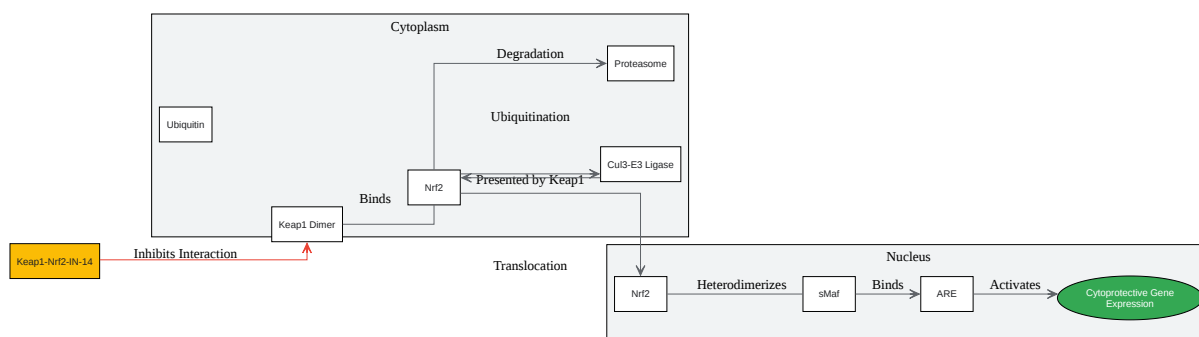 Cytoplasm
Degradation
Proteasome
Ubiquitin
Ubiquitination
Cul3-E3 Ligase
Nrf2
Presented by Keap1
Binds
Keap1 Dimer
Keap1-Nrf2-IN-14
Inhibits Interaction
Translocation
Nucleus
Nrf2
Heterodimerizes
sMaf
Binds
ARE
Activates
Cytoprotective Gene
Expression